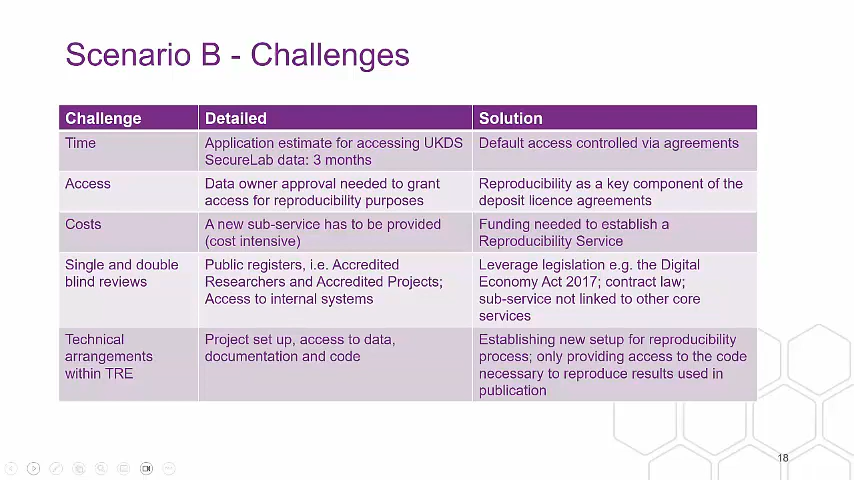 Scenario B - Challenges
Challenge
Detailed
Solution
Time
Application estimate for accessing UKDS
SecureLab data: 3 months
Default access controlled via agreements
Access
Data owner approval needed to grant
access for reproducibility purposes
Reproducibility as a key component of the
deposit licence agreements
Costs
A new sub-service has to be provided
(cost intensive)
Funding needed to establish a
Reproducibility Service
Single and double
blind reviews
Public registers, i.e. Accredited
Researchers and Accredited Projects;
Access to internal systems
Leverage legislation e.g. the Digital
Economy Act 2017; contract law;
sub-service not linked to other core
services
Technical
arrangements
within TRE
Project set up, access to data,
documentation and code
Establishing new setup for reproducibility
process; only providing access to the code
necessary to reproduce results used in
publication
18